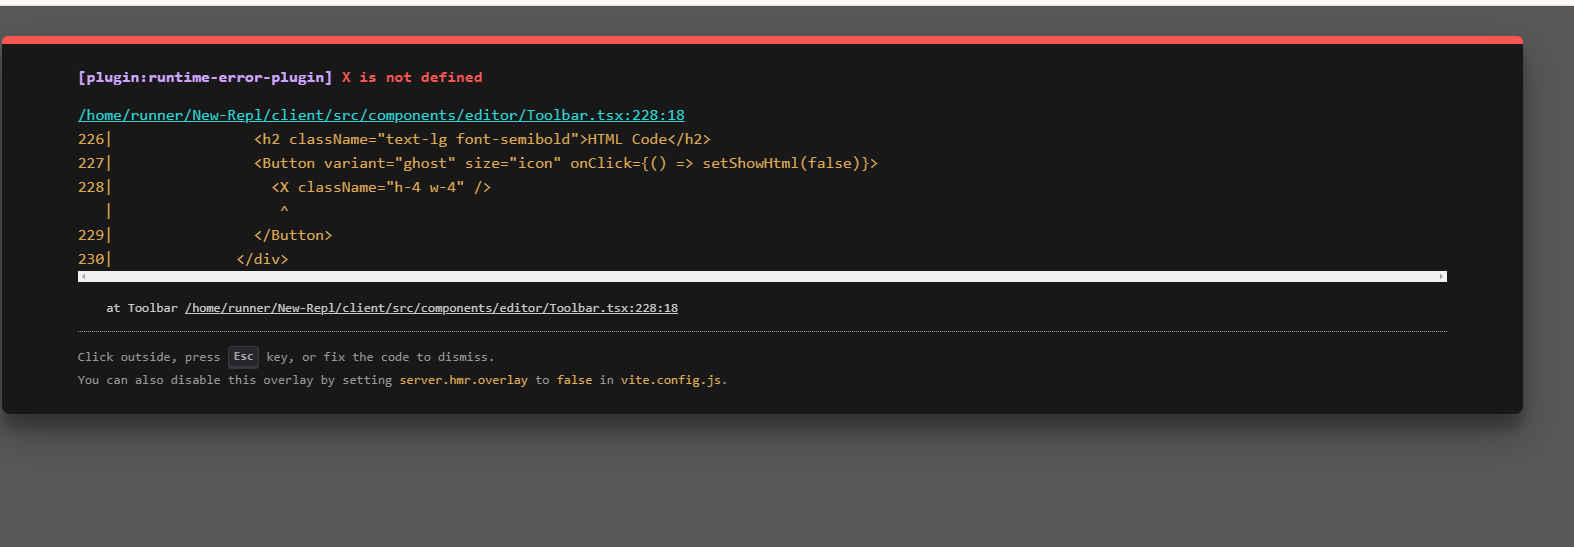 [plugin:runtime-error-plugin] X is not defined
/home/runner/New-Repl/client/src/components/editor/Toolbar.tsx:228:18
226|                <h2 className="text-lg font-semibold">HTML Code</h2>
227|                <Button variant="ghost" size="icon" onClick={() => setShowHtml(false)}>
228|                  <X className="h-4 w-4" />
   |                   ^
229|                </Button>
230|              </div>
at Toolbar /home/runner/New-Repl/client/src/components/editor/Toolbar.tsx:228:18
Click outside, press Esc key, or fix the code to dismiss.
You can also disable this overlay by setting server.hmr.overlay to false in vite.config.js.